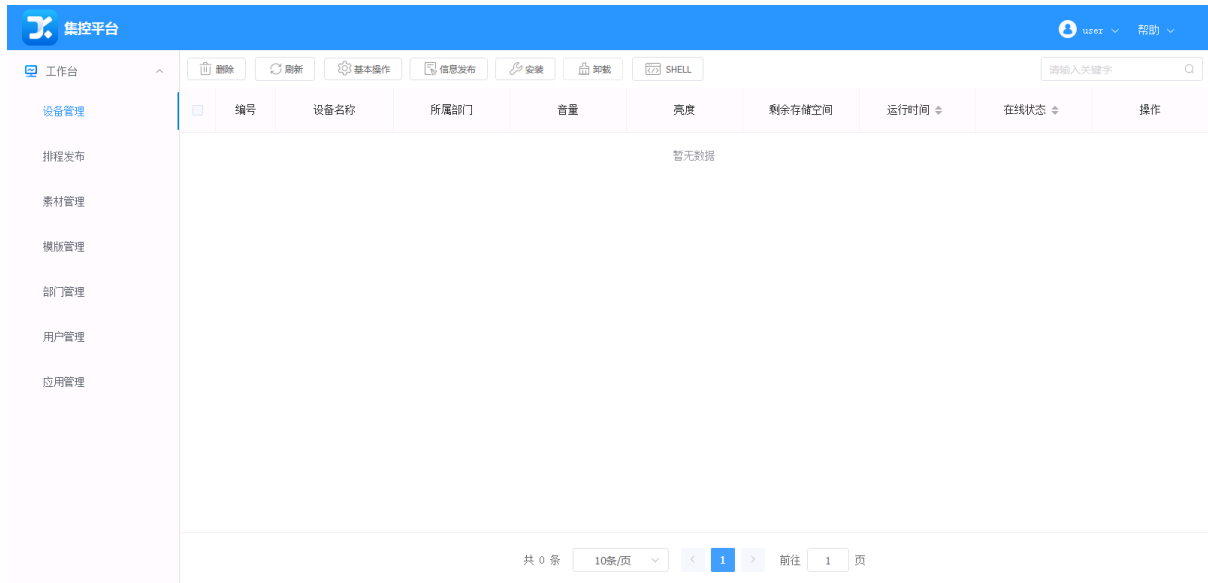 集控平台 user 帮助
工作台 删除 刷新 基本操作 信息发布 安装 卸载 SHELL 请输入关键字
设备管理 编号 设备名称 所属部门 音量 亮度 剩余存储空间 运行时间 在线状态 操作
排程发布 暂无数据
素材管理
模版管理
部门管理
用户管理
应用管理
共 0 条 10条/页 1 前往 1 页